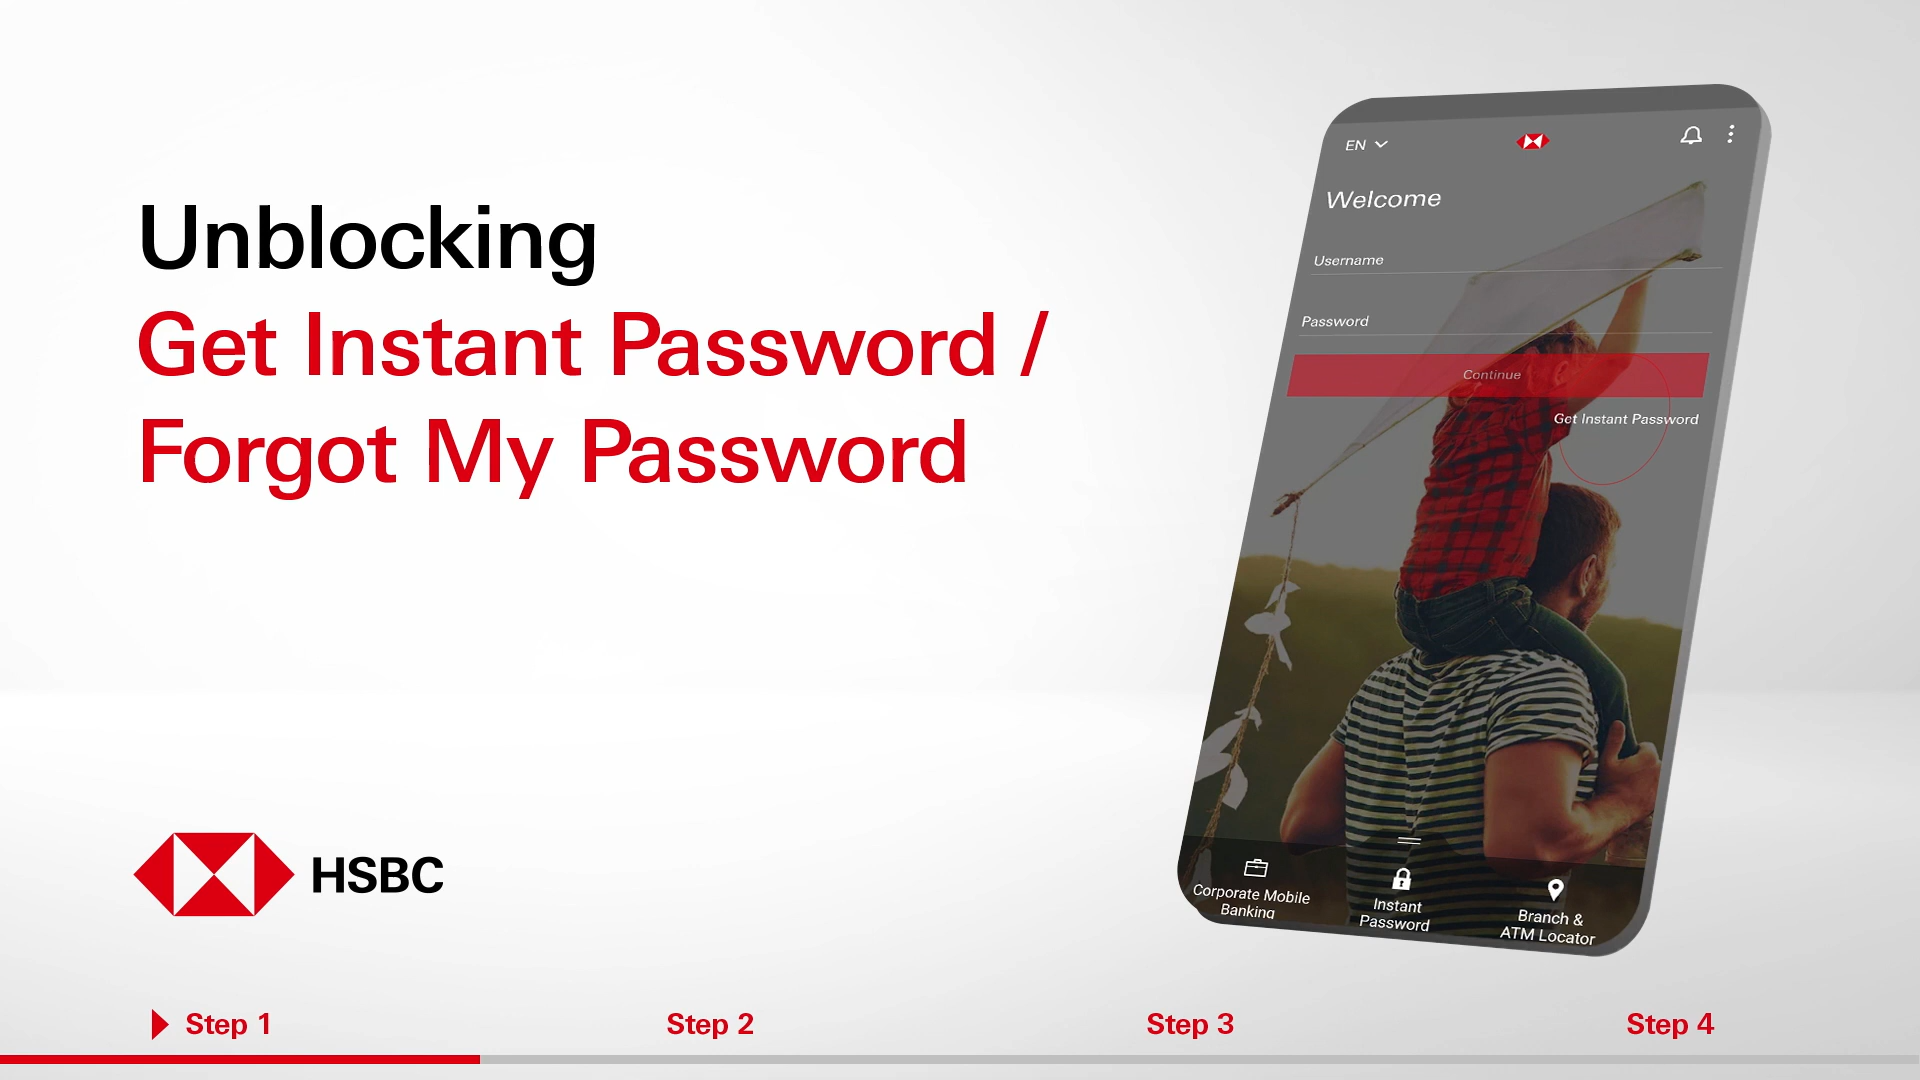 Unblocking
Get Instant Password /
Forgot My Password
EN
Welcome
Username
Password
Continue
Get Instant Password
Corporate Mobile
Banking
Instant
Password
Branch &
ATM Locator
HSBC
Step 1
Step 2
Step 3
Step 4